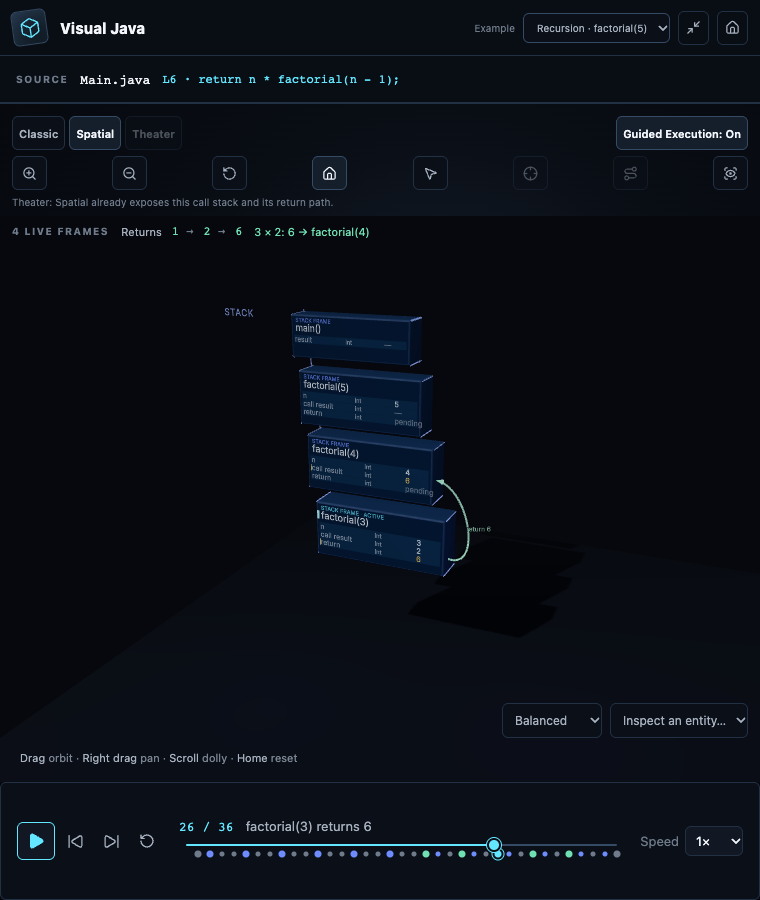 Visual Java
Example
Recursion · factorial(5)
SOURCE Main.java L6 · return n * factorial(n - 1);
Classic
Spatial
Theater
Guided Execution: On
Theater: Spatial already exposes this call stack and its return path.
4 LIVE FRAMES Returns 1 → 2 → 6 3 × 2: 6 → factorial(4)
STACK
STACK FRAME
main()
result int —
STACK FRAME
factorial(5)
n int 5
call result int —
return int pending
STACK FRAME
factorial(4)
n int 4
call result int 6
return int pending
STACK FRAME · ACTIVE
factorial(3)
n int 3
call result int 2
return int 6
return 6
Balanced
Inspect an entity...
Drag orbit · Right drag pan · Scroll dolly · Home reset
26 / 36 factorial(3) returns 6
Speed
1×